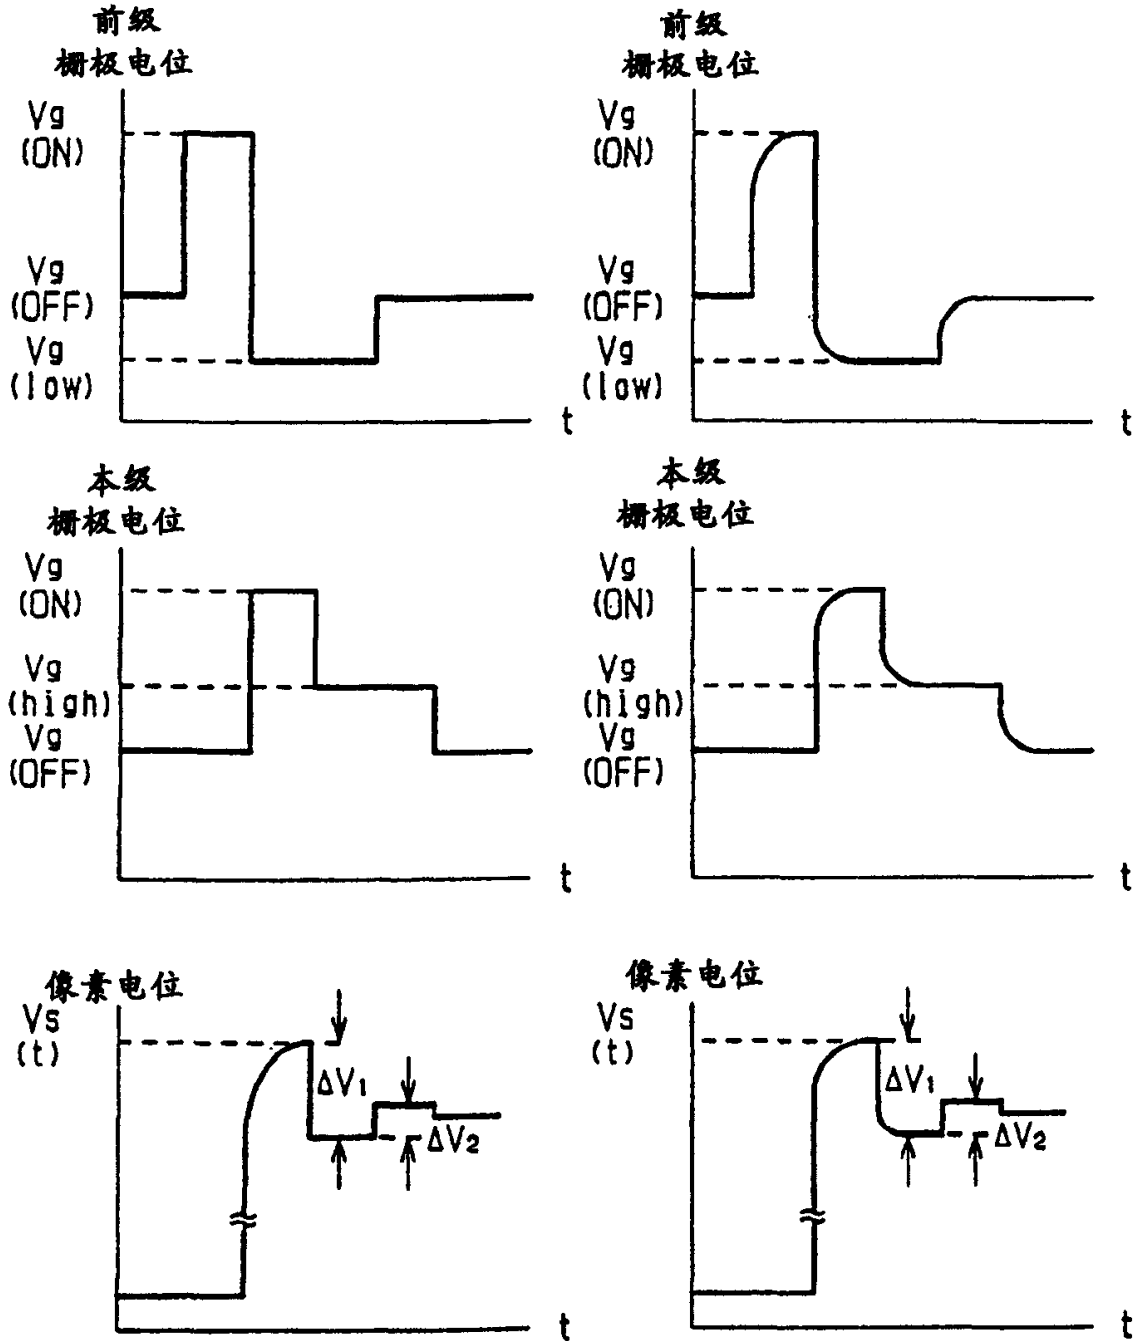 前级
栅极电位
Vg
(ON)
Vg
(OFF)
Vg
(low)
t
前级
栅极电位
Vg
(ON)
Vg
(OFF)
Vg
(low)
t
本级
栅极电位
Vg
(ON)
Vg
(high)
Vg
(OFF)
t
本级
栅极电位
Vg
(ON)
Vg
(high)
Vg
(OFF)
t
像素电位
Vs
(t)
ΔV1
ΔV2
t
像素电位
Vs
(t)
ΔV1
ΔV2
t